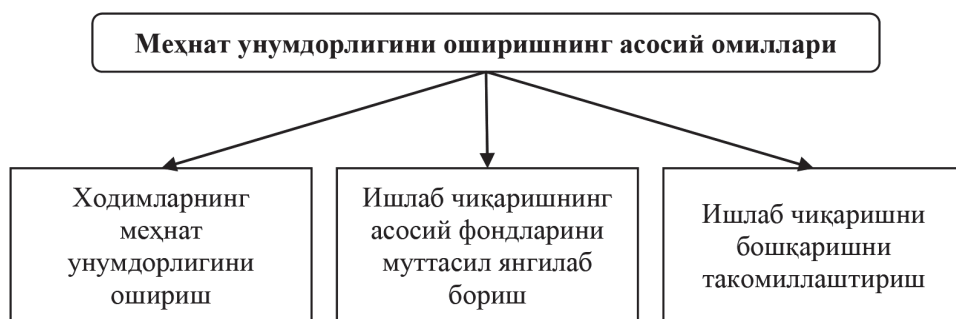 Меҳнат унумдорлигини оширишнинг асосий омиллари
Ходимларнинг
меҳнат
унумдорлигини
ошириш
Ишлаб чиқаришнинг
асосий фондларини
муттасил янгилаб
бориш
Ишлаб чиқаришни
бошқаришни
такомиллаштириш